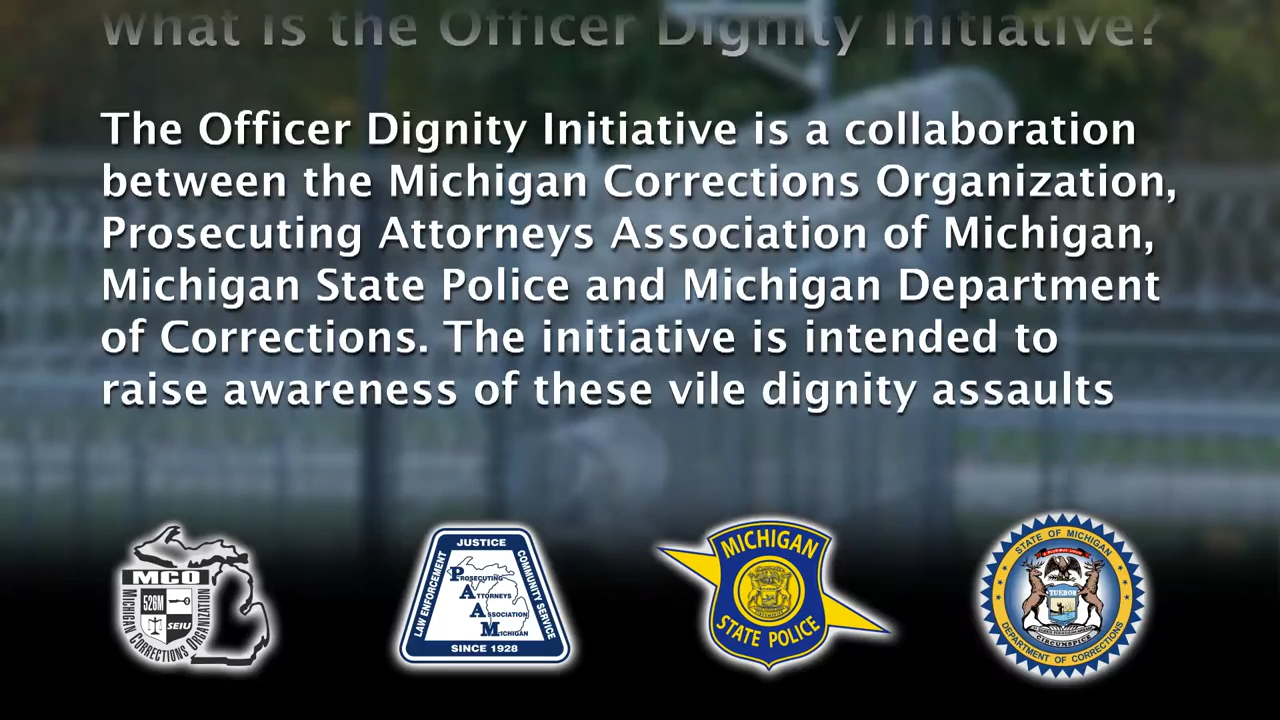 What is the Officer Dignity Initiative?
The Officer Dignity Initiative is a collaboration
between the Michigan Corrections Organization,
Prosecuting Attorneys Association of Michigan,
Michigan State Police and Michigan Department
of Corrections. The initiative is intended to
raise awareness of these vile dignity assaults
MCO
526M
SEIU
MICHIGAN CORRECTIONS ORGANIZATION
JUSTICE
LAW ENFORCEMENT
COMMUNITY SERVICE
PROSECUTING
ATTORNEYS
ASSOCIATION
MICHIGAN
SINCE 1928
MICHIGAN
STATE POLICE
STATE OF MICHIGAN
TUEBOR
CIRCUMSPICE
DEPARTMENT OF CORRECTIONS